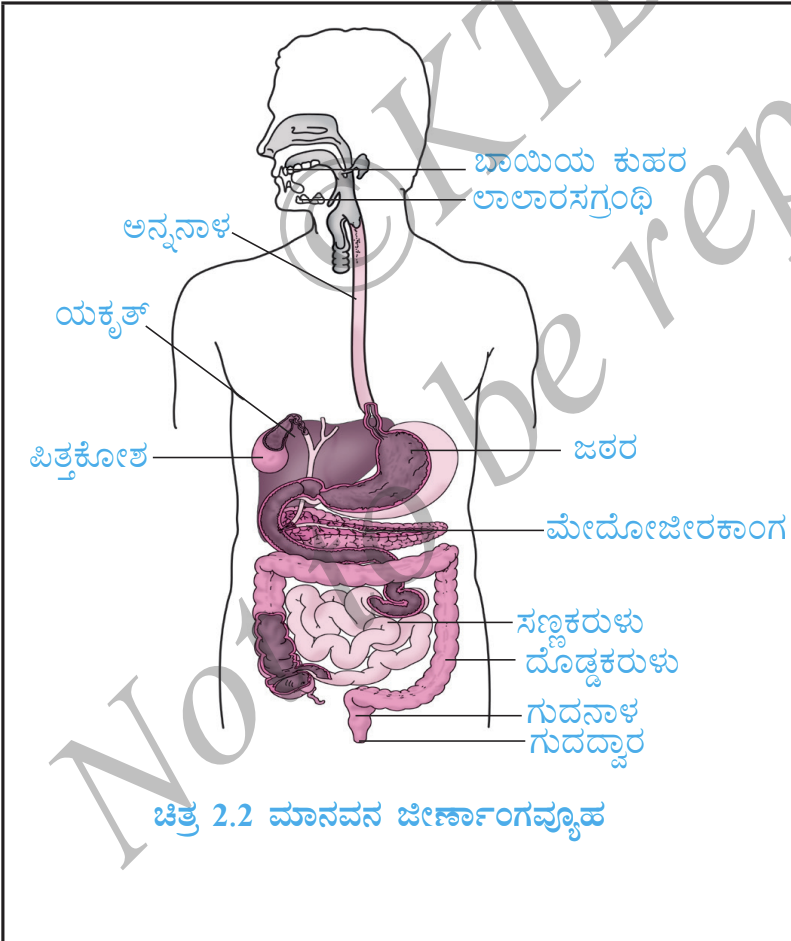 ©KTB
Not to be rep
ಬಾಯಿಯ ಕುಹರ
ಲಾಲಾರಸಗ್ರಂಥಿ
ಅನ್ನನಾಳ
ಯಕೃತ್
ಪಿತ್ತಕೋಶ
ಜಠರ
ಮೇದೋಜೀರಕಾಂಗ
ಸಣ್ಣಕರುಳು
ದೊಡ್ಡಕರುಳು
ಗುದನಾಳ
ಗುದದ್ವಾರ
ಚಿತ್ರ 2.2 ಮಾನವನ ಜೀರ್ಣಾಂಗವ್ಯೂಹ